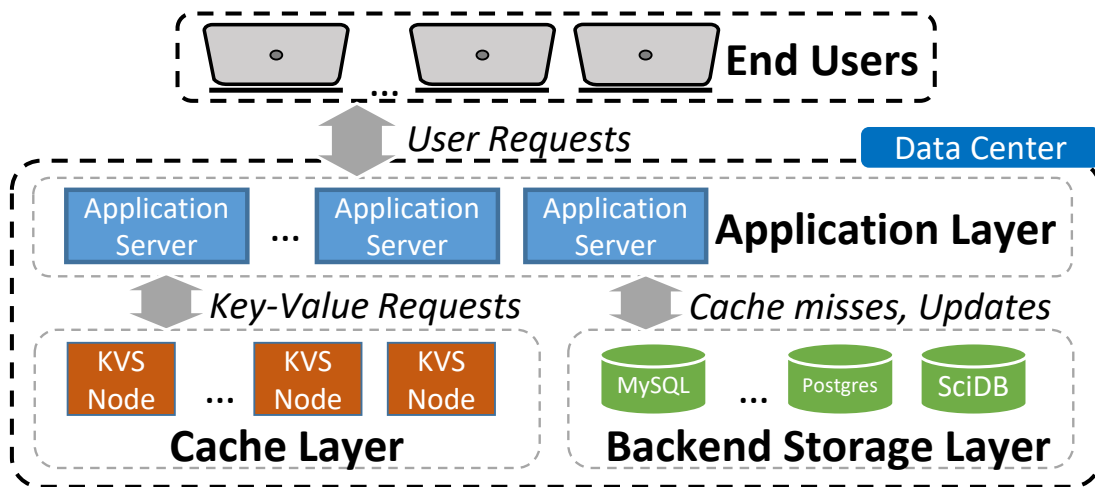 End Users
...
User Requests
Data Center
Application
Server
...
Application
Server
Application
Server
Application Layer
Key-Value Requests
Cache misses, Updates
KVS
Node
...
KVS
Node
KVS
Node
Cache Layer
MySQL
...
Postgres
SciDB
Backend Storage Layer